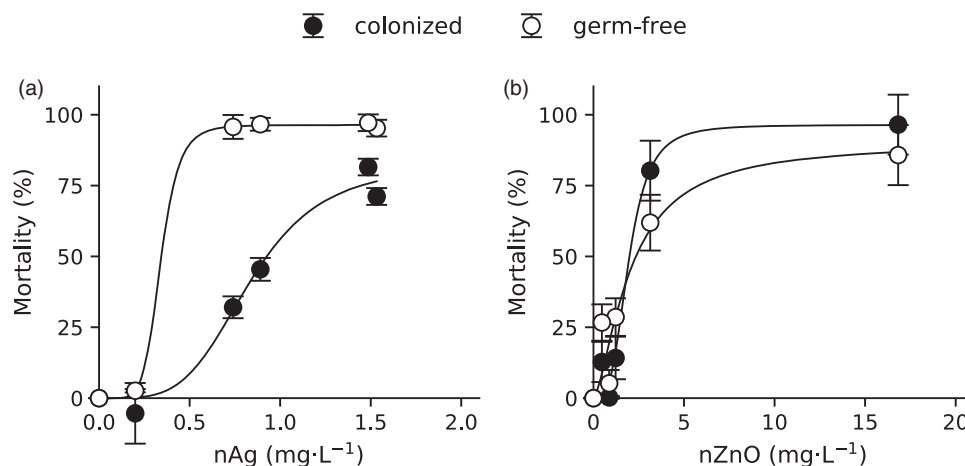 colonized germ-free
(a) (b)
100 100
75 75
50 50
25 25
0 0
Mortality (%) Mortality (%)
0.0 0.5 1.0 1.5 2.0 0 5 10 15 20
nAg (mg·L⁻¹) nZnO (mg·L⁻¹)